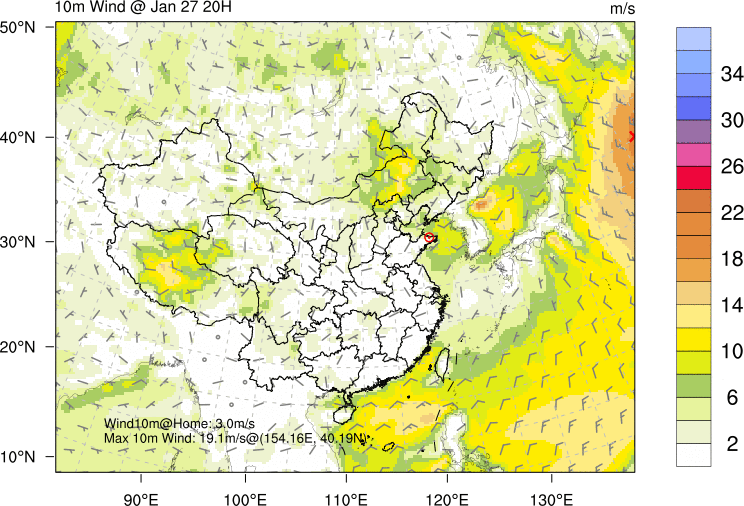 10m Wind @ Jan 27 20H
m/s
50°N
40°N
30°N
20°N
10°N
34
30
26
22
18
14
10
6
2
Wind10m@Home: 3.0m/s
Max 10m Wind: 19.1m/s@(154.16E, 40.19N)
90°E
100°E
110°E
120°E
130°E